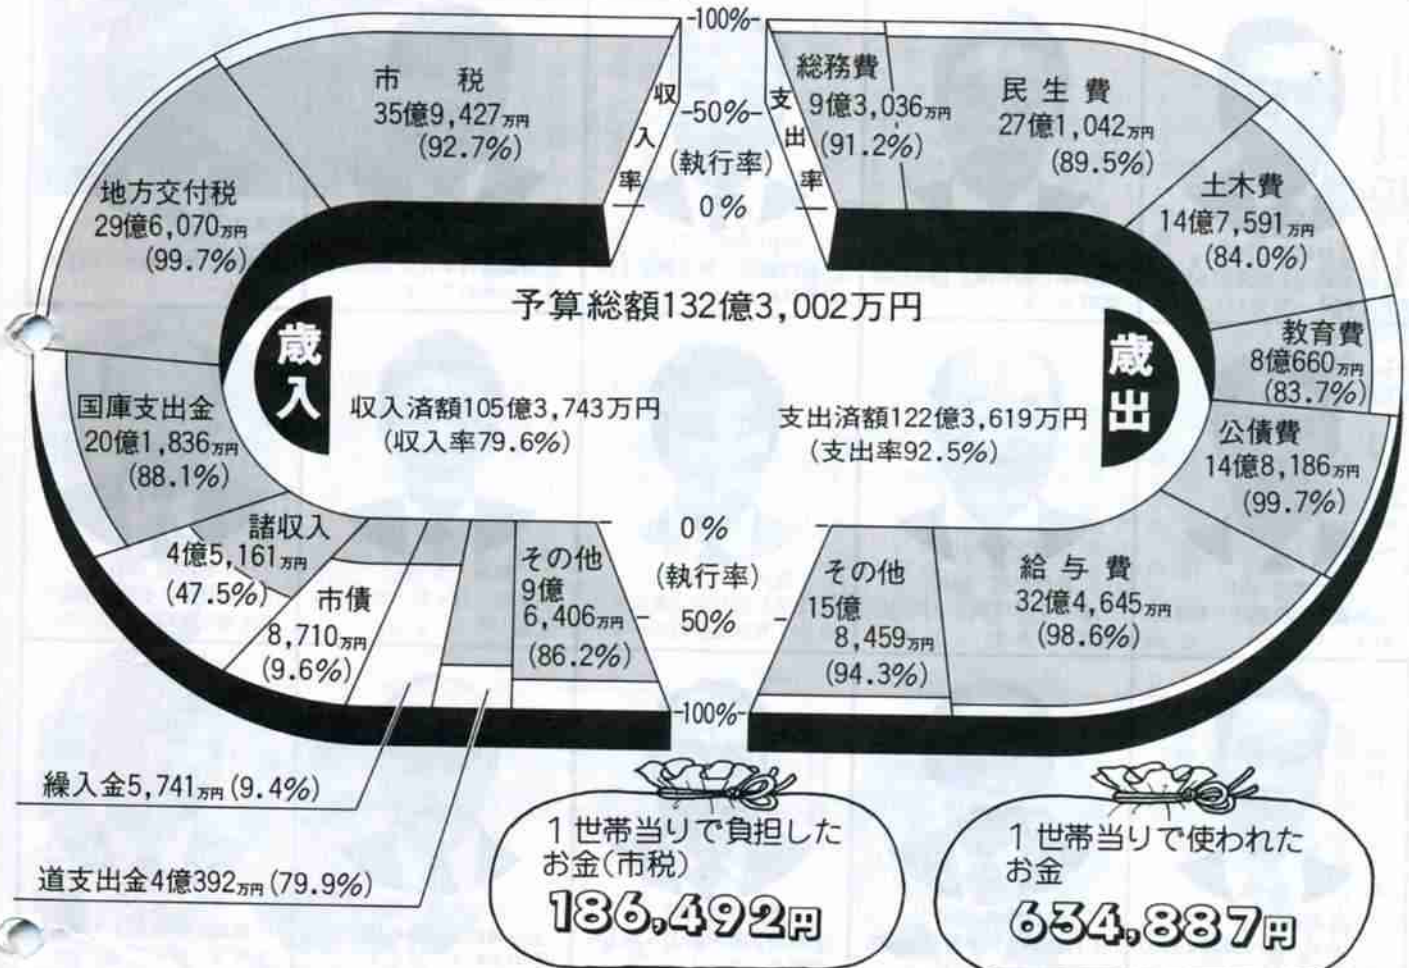 -100%-
-50%-
(執行率)
0%
収入率
支出率
市税
35億9,427万円
(92.7%)
地方交付税
29億6,070万円
(99.7%)
国庫支出金
20億1,836万円
(88.1%)
諸収入
4億5,161万円
(47.5%)
市債
8,710万円
(9.6%)
繰入金5,741万円(9.4%)
道支出金4億392万円(79.9%)
その他
9億
6,406万円
(86.2%)
総務費
9億3,036万円
(91.2%)
民生費
27億1,042万円
(89.5%)
土木費
14億7,591万円
(84.0%)
教育費
8億660万円
(83.7%)
公債費
14億8,186万円
(99.7%)
給与費
32億4,645万円
(98.6%)
その他
15億
8,459万円
(94.3%)
予算総額132億3,002万円
歳入
収入済額105億3,743万円
(収入率79.6%)
歳出
支出済額122億3,619万円
(支出率92.5%)
0%
(執行率)
50%
-100%-
1世帯当りで負担した
お金(市税)
186,492円
1世帯当りで使われた
お金
634,887円